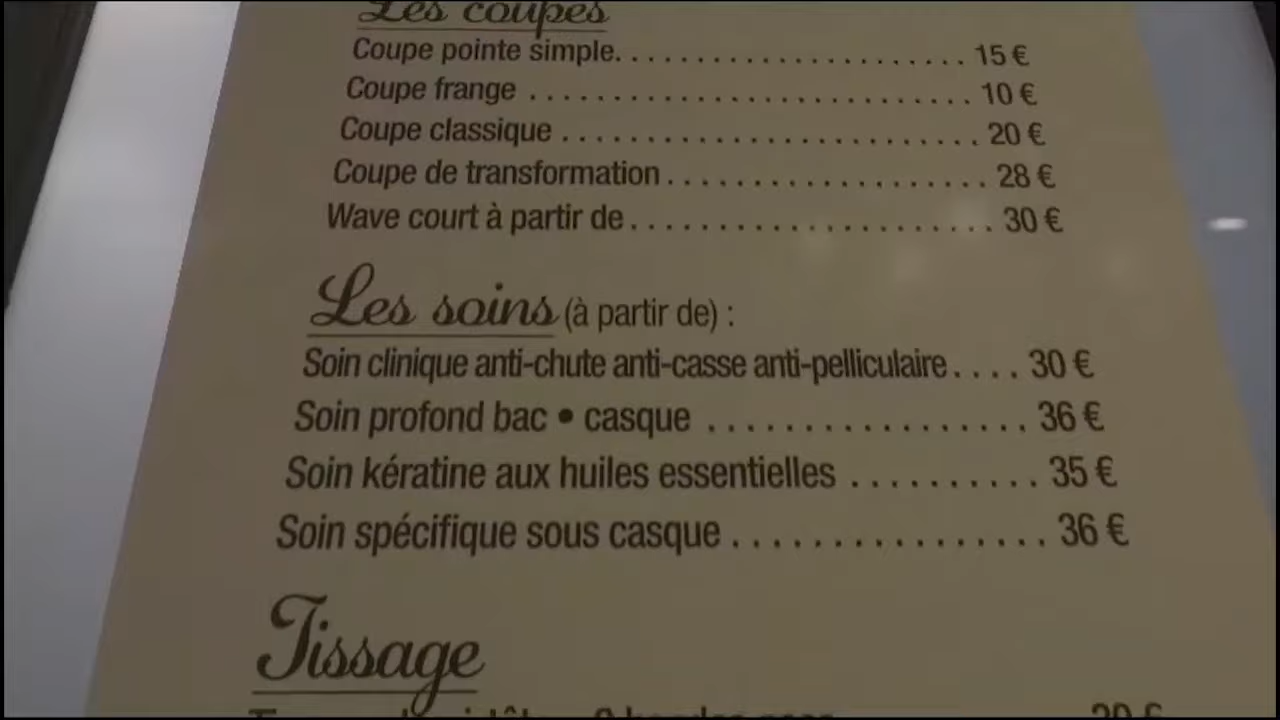 Les coupes
Coupe pointe simple. . . . . . . . . . . . . . . . . . . . . . 15 €
Coupe frange . . . . . . . . . . . . . . . . . . . . . . . . . . . 10 €
Coupe classique . . . . . . . . . . . . . . . . . . . . . . . . . 20 €
Coupe de transformation . . . . . . . . . . . . . . . . . . . 28 €
Wave court à partir de . . . . . . . . . . . . . . . . . . . . . . 30 €
Les soins (à partir de) :
Soin clinique anti-chute anti-casse anti-pelliculaire . . . . 30 €
Soin profond bac • casque . . . . . . . . . . . . . . . . . 36 €
Soin kératine aux huiles essentielles . . . . . . . . . . 35 €
Soin spécifique sous casque . . . . . . . . . . . . . . . . 36 €
Tissage